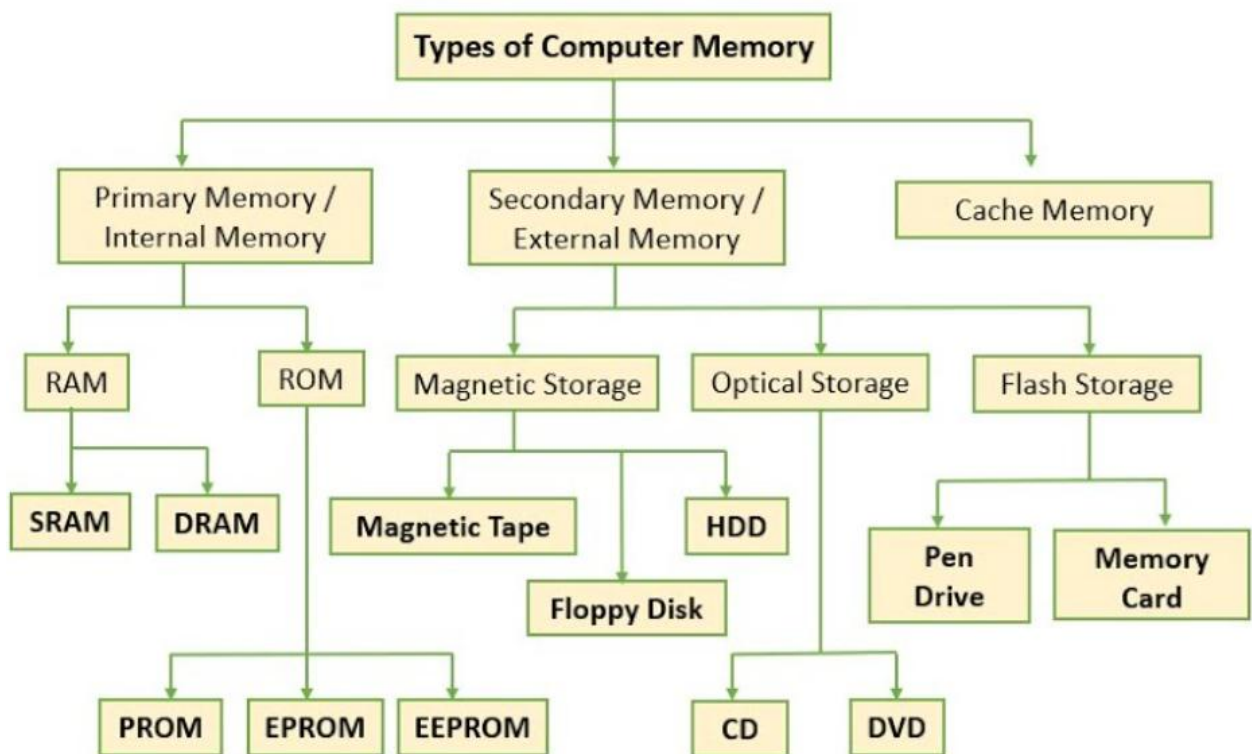 Types of Computer Memory
Primary Memory /
Internal Memory
Secondary Memory /
External Memory
Cache Memory
RAM
ROM
Magnetic Storage
Optical Storage
Flash Storage
SRAM
DRAM
Magnetic Tape
HDD
Pen
Drive
Memory
Card
Floppy Disk
PROM
EPROM
EEPROM
CD
DVD